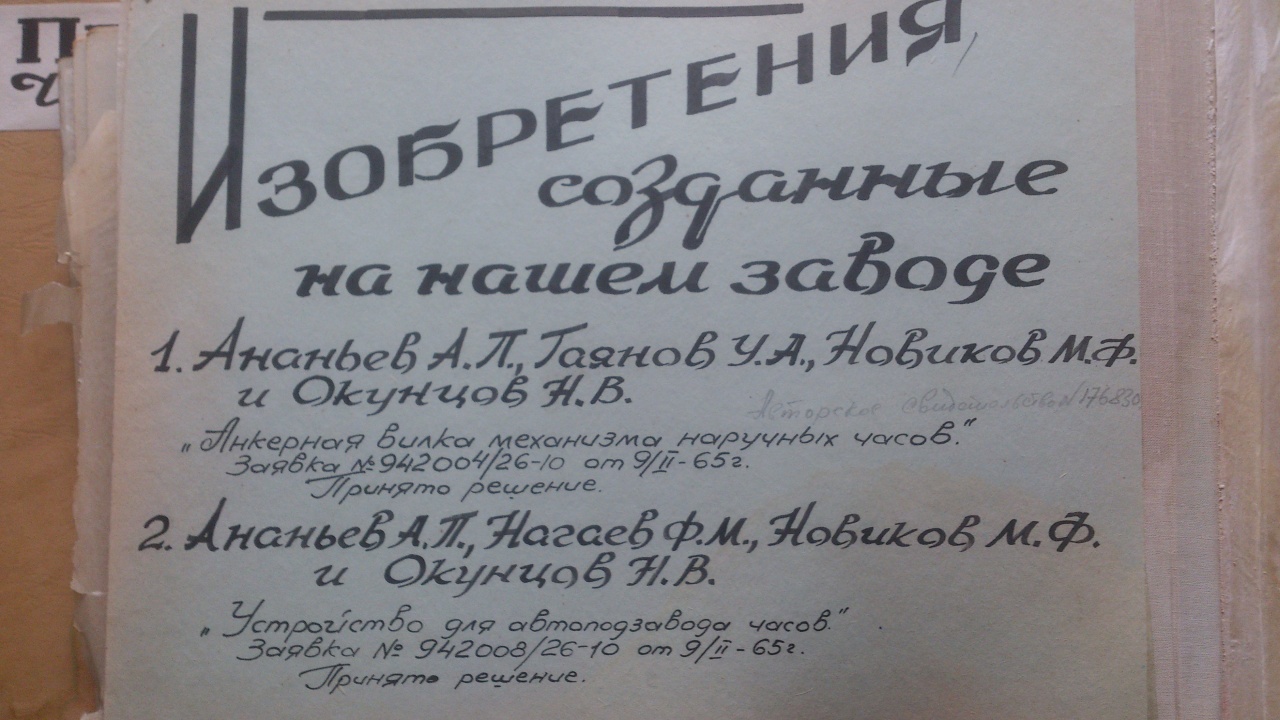 Изобретения,
созданные
на нашем заводе
1. Ананьев А.П., Гаянов У.А., Новиков М.Ф.
и Окунцов Н.В.
Авторское свидетельство №176830
„Анкерная вилка механизма наручных часов."
Заявка №942004/26-10 от 9/II-65г.
Принято решение.
2. Ананьев А.П., Нагаев Ф.М., Новиков М.Ф.
и Окунцов Н.В.
„Устройство для автоподзавода часов."
Заявка № 942008/26-10 от 9/II-65г.
Принято решение.